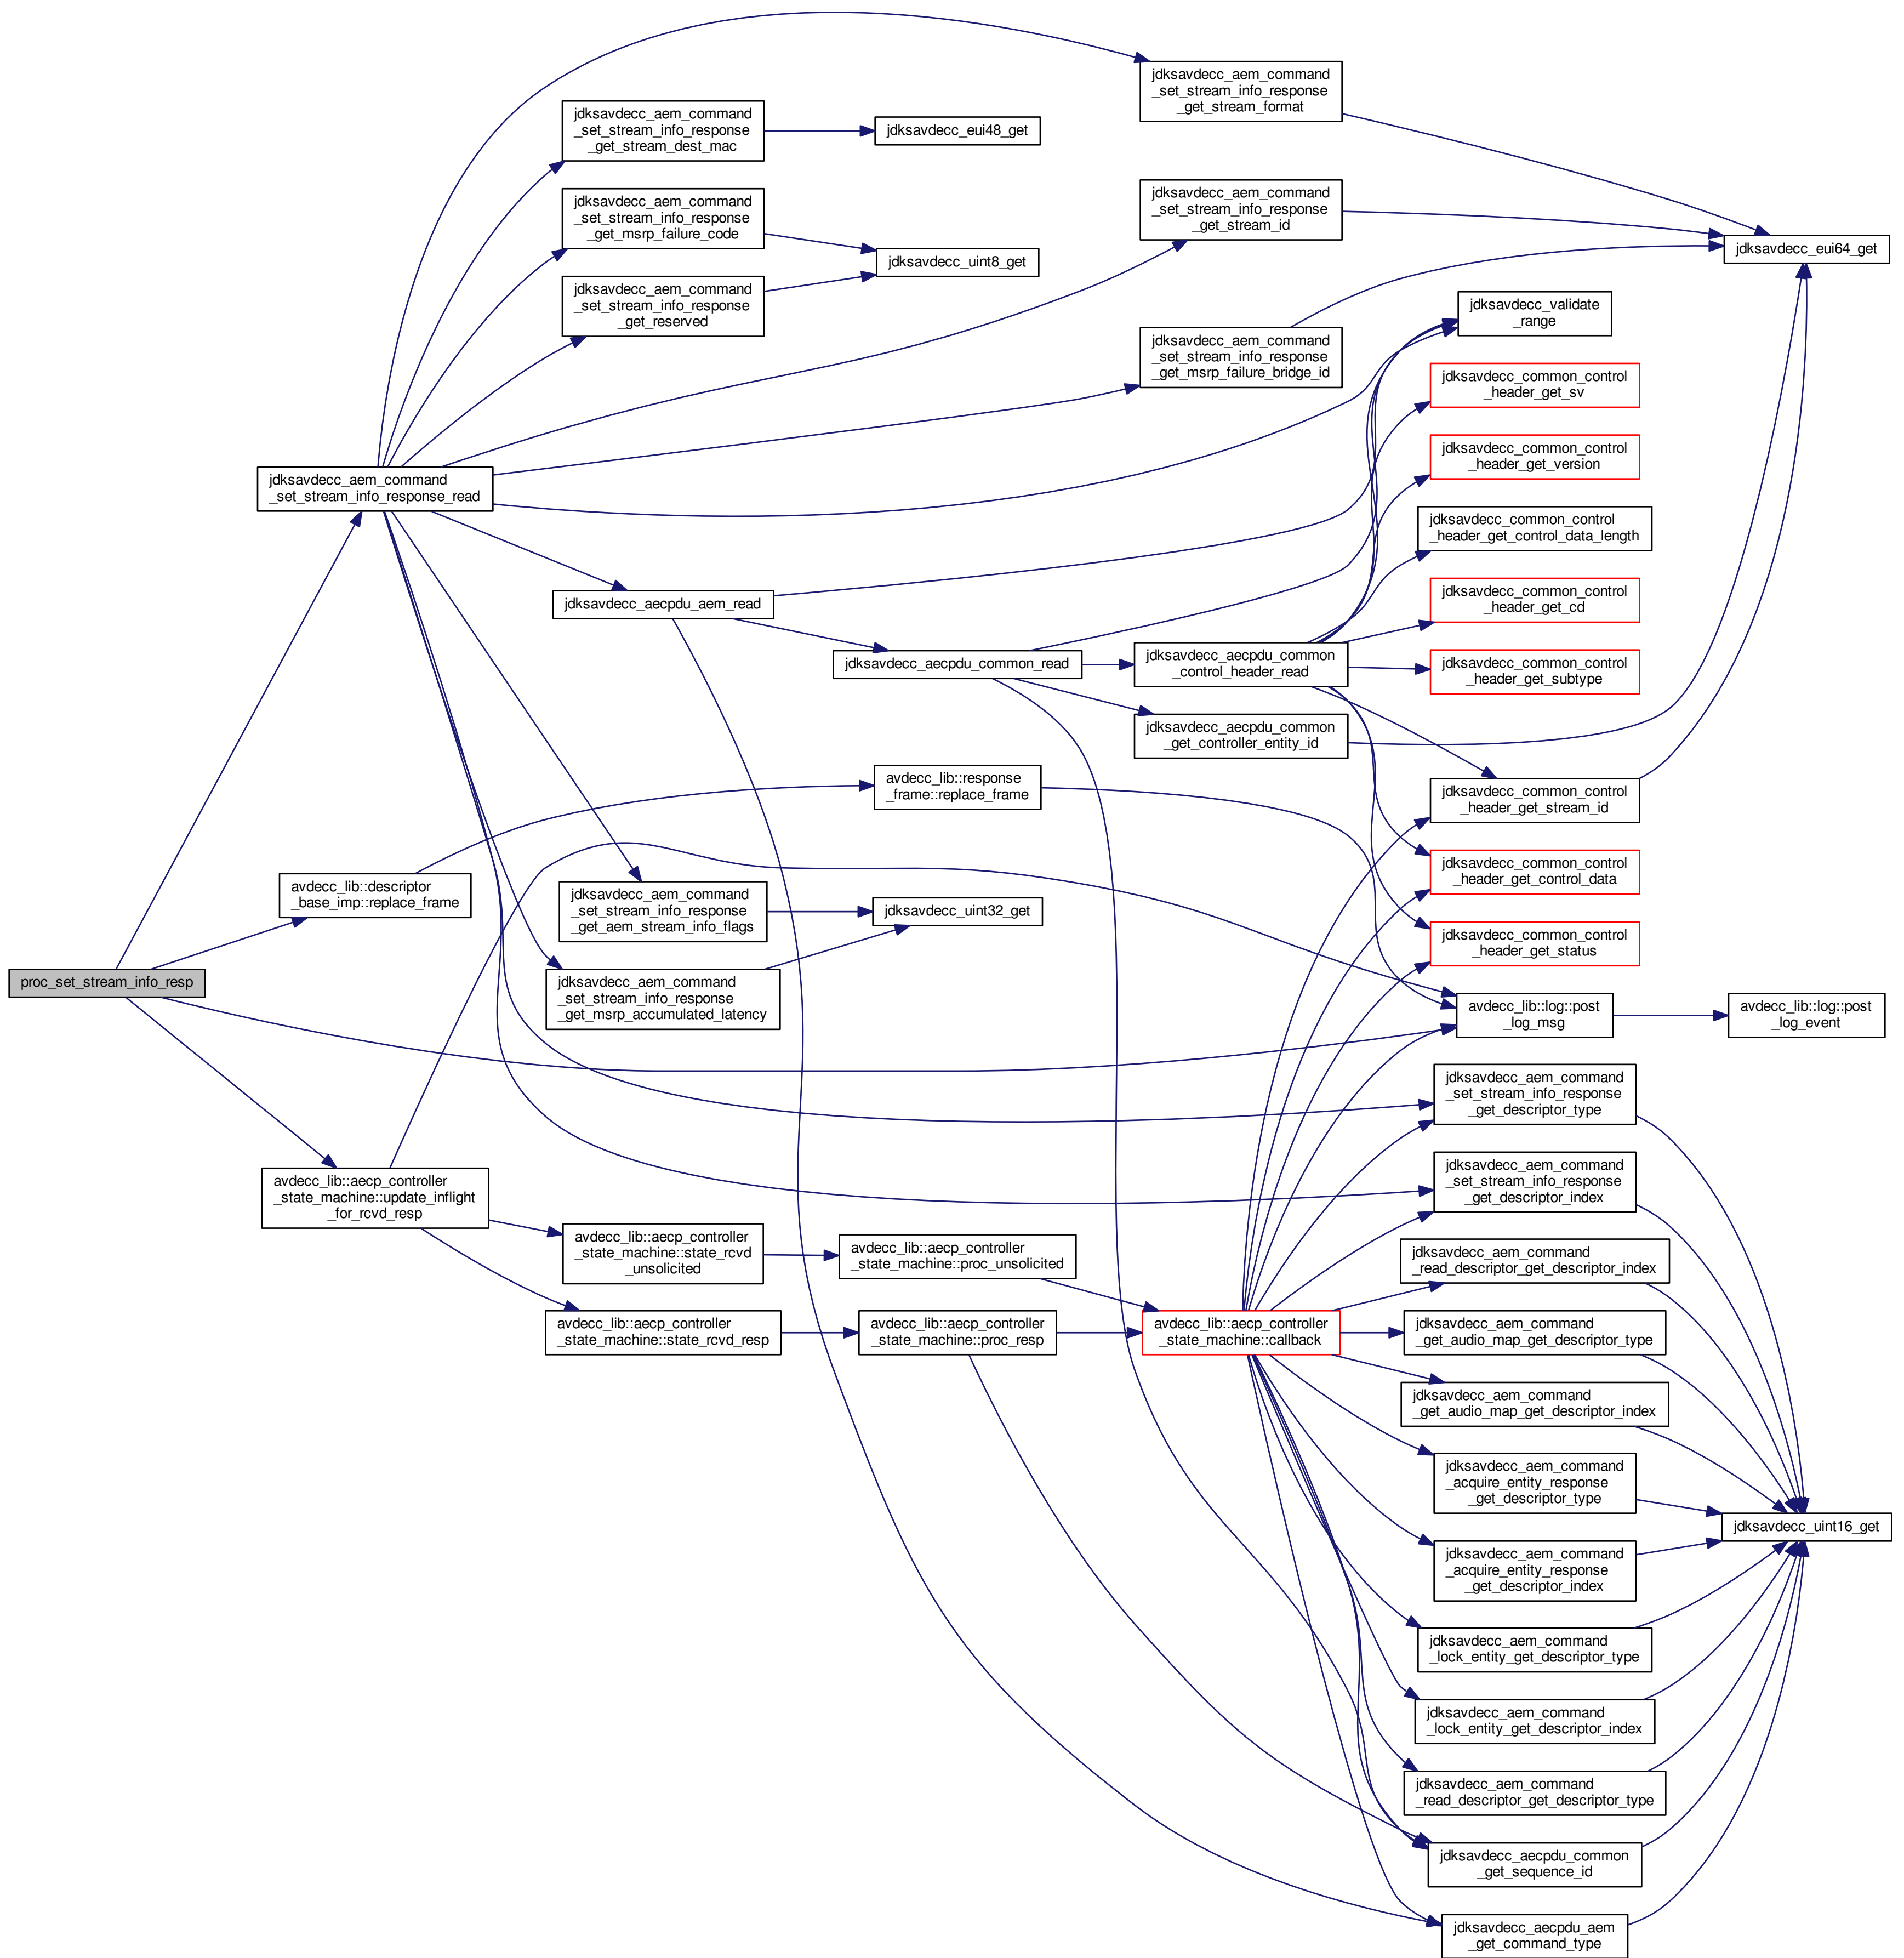 jdksavdecc_aem_command
_set_stream_info_response
_get_stream_format
jdksavdecc_aem_command
_set_stream_info_response
_get_stream_dest_mac
jdksavdecc_eui48_get
jdksavdecc_aem_command
_set_stream_info_response
_get_msrp_failure_code
jdksavdecc_aem_command
_set_stream_info_response
_get_stream_id
jdksavdecc_eui64_get
jdksavdecc_uint8_get
jdksavdecc_aem_command
_set_stream_info_response
_get_reserved
jdksavdecc_validate
_range
jdksavdecc_aem_command
_set_stream_info_response
_get_msrp_failure_bridge_id
jdksavdecc_common_control
_header_get_sv
jdksavdecc_common_control
_header_get_version
jdksavdecc_aem_command
_set_stream_info_response_read
jdksavdecc_common_control
_header_get_control_data_length
jdksavdecc_aecpdu_aem_read
jdksavdecc_common_control
_header_get_cd
jdksavdecc_aecpdu_common_read
jdksavdecc_aecpdu_common
_control_header_read
jdksavdecc_common_control
_header_get_subtype
jdksavdecc_aecpdu_common
_get_controller_entity_id
avdecc_lib::response
_frame::replace_frame
jdksavdecc_common_control
_header_get_stream_id
avdecc_lib::descriptor
_base_imp::replace_frame
jdksavdecc_common_control
_header_get_control_data
jdksavdecc_aem_command
_set_stream_info_response
_get_aem_stream_info_flags
jdksavdecc_uint32_get
jdksavdecc_common_control
_header_get_status
proc_set_stream_info_resp
jdksavdecc_aem_command
_set_stream_info_response
_get_msrp_accumulated_latency
avdecc_lib::log::post
_log_msg
avdecc_lib::log::post
_log_event
jdksavdecc_aem_command
_set_stream_info_response
_get_descriptor_type
avdecc_lib::aecp_controller
_state_machine::update_inflight
_for_rcvd_resp
jdksavdecc_aem_command
_set_stream_info_response
_get_descriptor_index
avdecc_lib::aecp_controller
_state_machine::state_rcvd
_unsolicited
avdecc_lib::aecp_controller
_state_machine::proc_unsolicited
jdksavdecc_aem_command
_read_descriptor_get_descriptor_index
avdecc_lib::aecp_controller
_state_machine::state_rcvd_resp
avdecc_lib::aecp_controller
_state_machine::proc_resp
avdecc_lib::aecp_controller
_state_machine::callback
jdksavdecc_aem_command
_get_audio_map_get_descriptor_type
jdksavdecc_aem_command
_get_audio_map_get_descriptor_index
jdksavdecc_aem_command
_acquire_entity_response
_get_descriptor_type
jdksavdecc_uint16_get
jdksavdecc_aem_command
_acquire_entity_response
_get_descriptor_index
jdksavdecc_aem_command
_lock_entity_get_descriptor_type
jdksavdecc_aem_command
_lock_entity_get_descriptor_index
jdksavdecc_aem_command
_read_descriptor_get_descriptor_type
jdksavdecc_aecpdu_common
_get_sequence_id
jdksavdecc_aecpdu_aem
_get_command_type